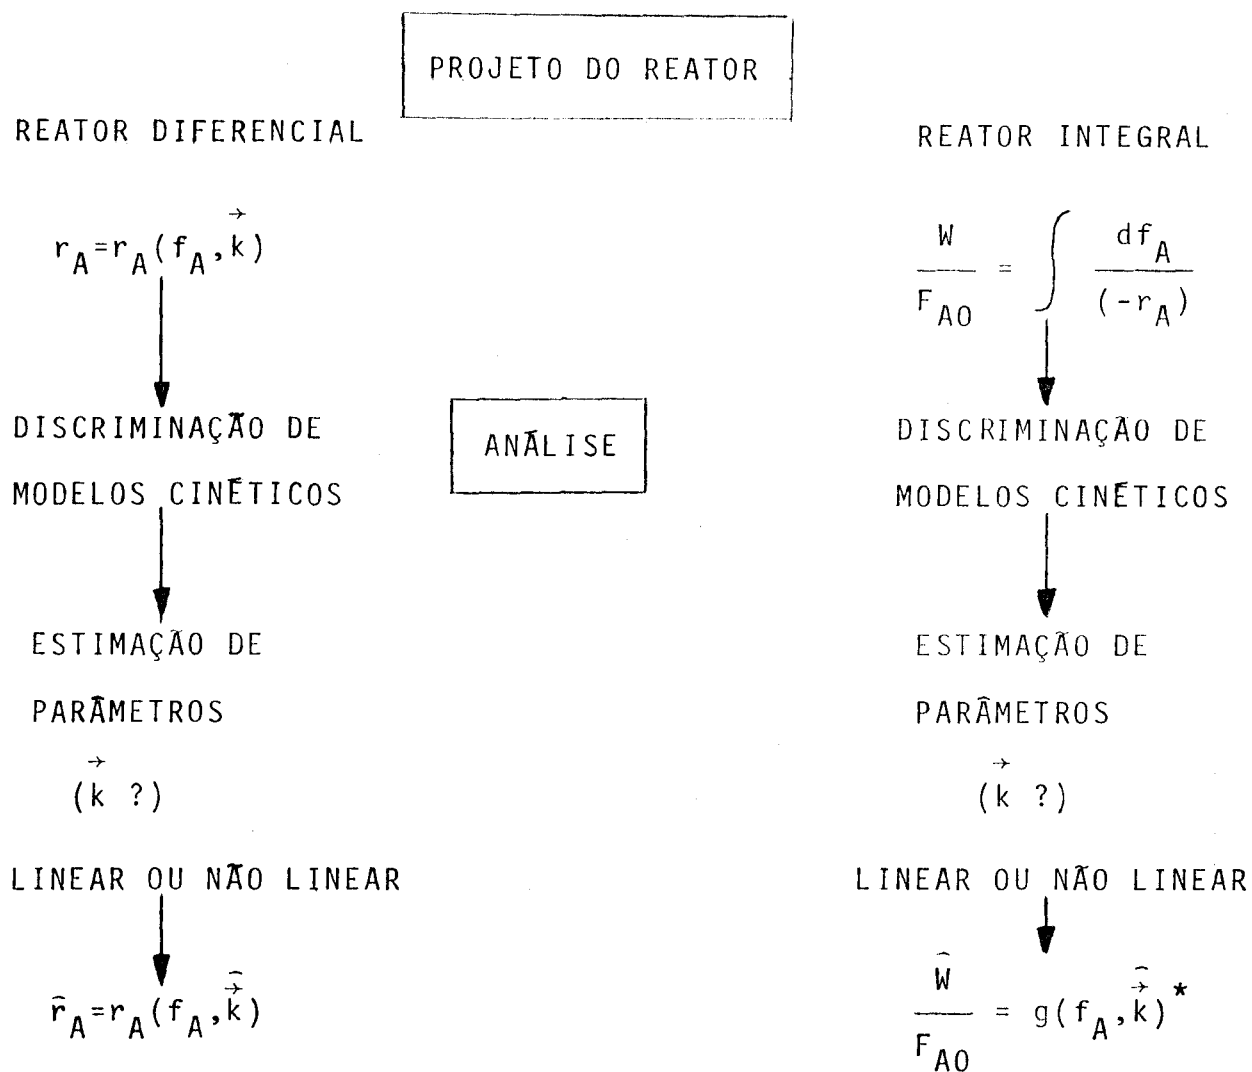 PROJETO DO REATOR
REATOR DIFERENCIAL
r_A=r_A(f_A,k⃗)
DISCRIMINAÇÃO DE
MODELOS CINÉTICOS
ESTIMAÇÃO DE
PARÂMETROS
(k⃗ ?)
LINEAR OU NÃO LINEAR
r̂_A=r_A(f_A,k⃗̂)
ANÁLISE
REATOR INTEGRAL
W/F_AO = ∫ df_A/(-r_A)
DISCRIMINAÇÃO DE
MODELOS CINÉTICOS
ESTIMAÇÃO DE
PARÂMETROS
(k⃗ ?)
LINEAR OU NÃO LINEAR
Ŵ/F_AO = g(f_A,k⃗̂)*